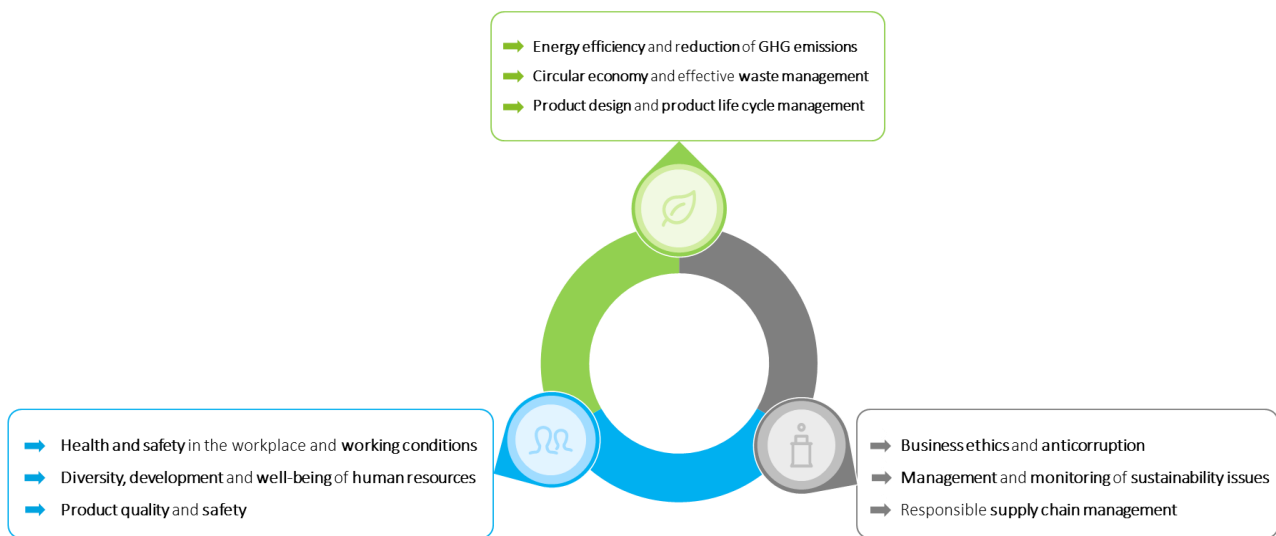 Energy efficiency and reduction of GHG emissions
Circular economy and effective waste management
Product design and product life cycle management
Health and safety in the workplace and working conditions
Diversity, development and well-being of human resources
Product quality and safety
Business ethics and anticorruption
Management and monitoring of sustainability issues
Responsible supply chain management